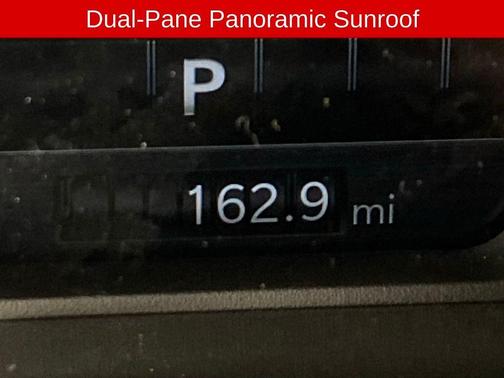 Dual-Pane Panoramic Sunroof
P
162.9 mi